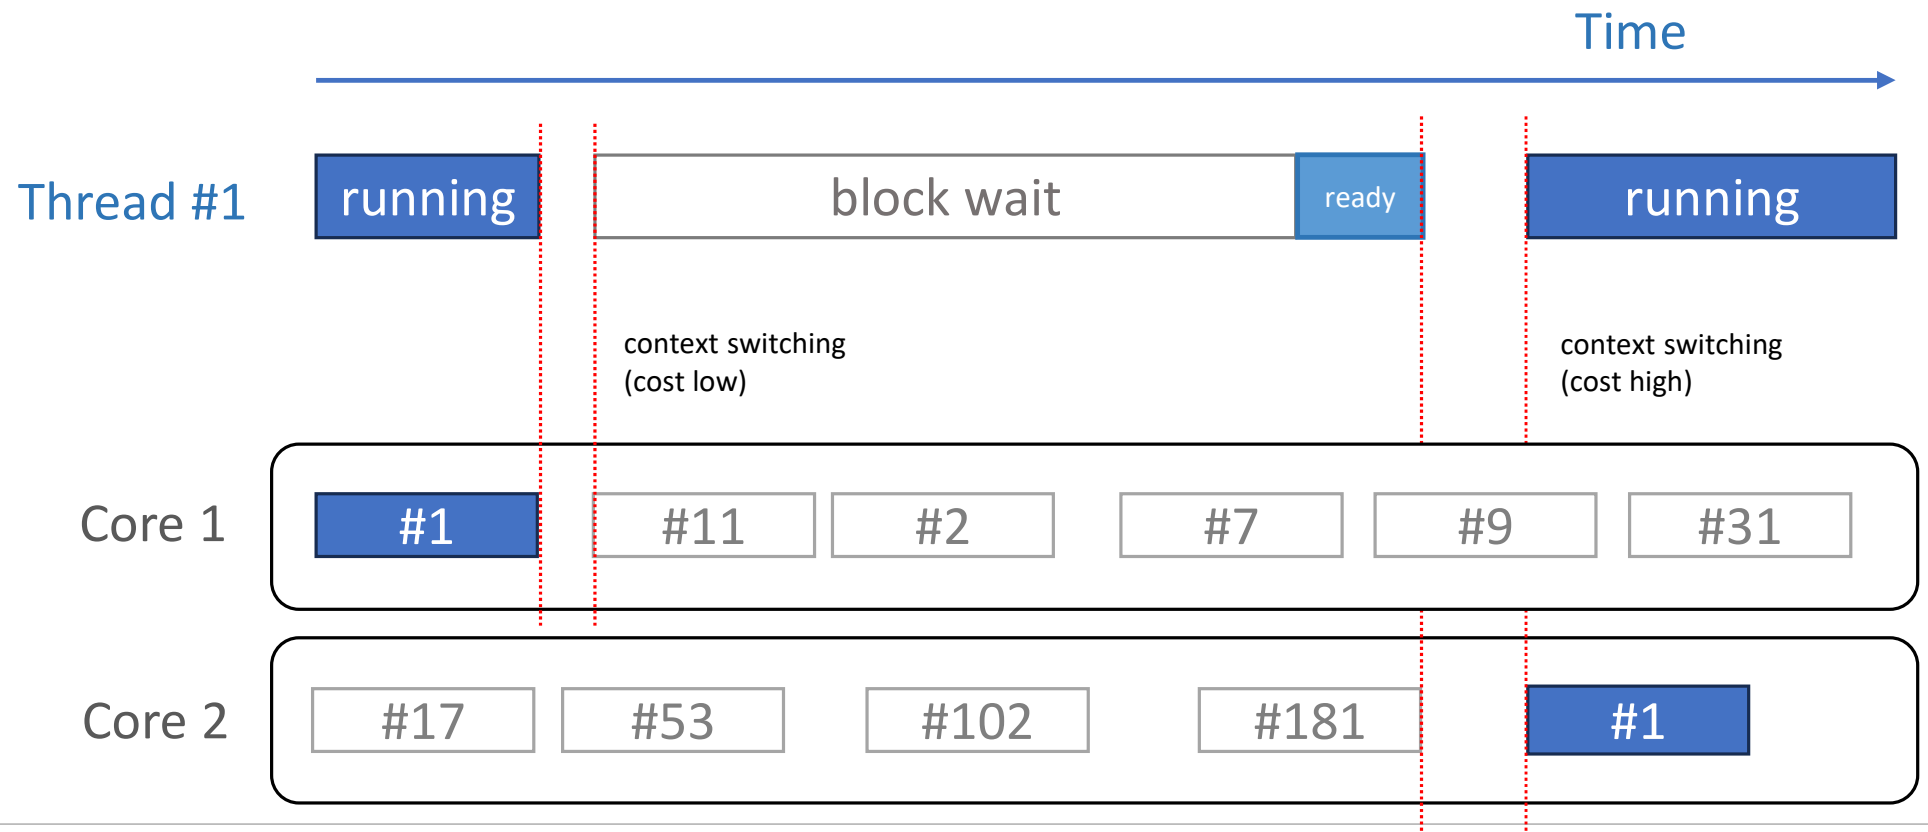 Time
Thread #1
running
block wait
ready
running
context switching
(cost low)
context switching
(cost high)
Core 1
#1
#11
#2
#7
#9
#31
Core 2
#17
#53
#102
#181
#1